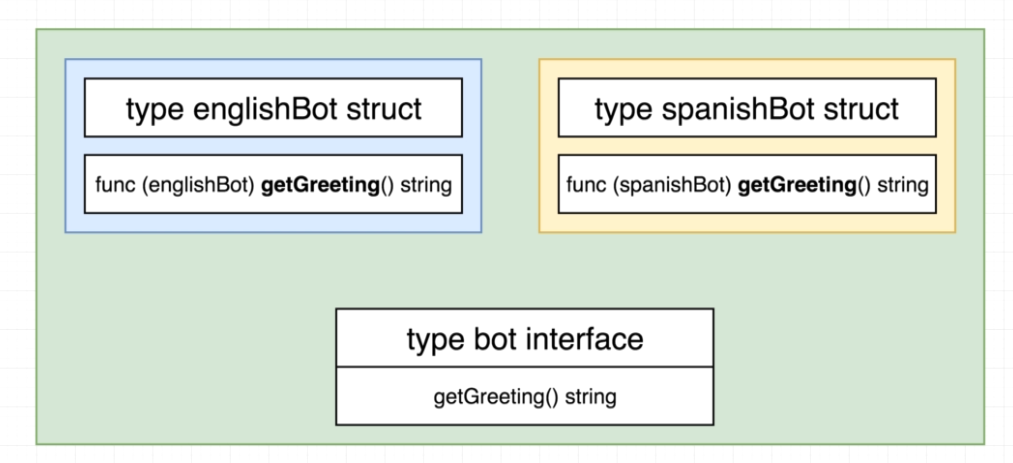 type englishBot struct
func (englishBot) getGreeting() string
type spanishBot struct
func (spanishBot) getGreeting() string
type bot interface
getGreeting() string